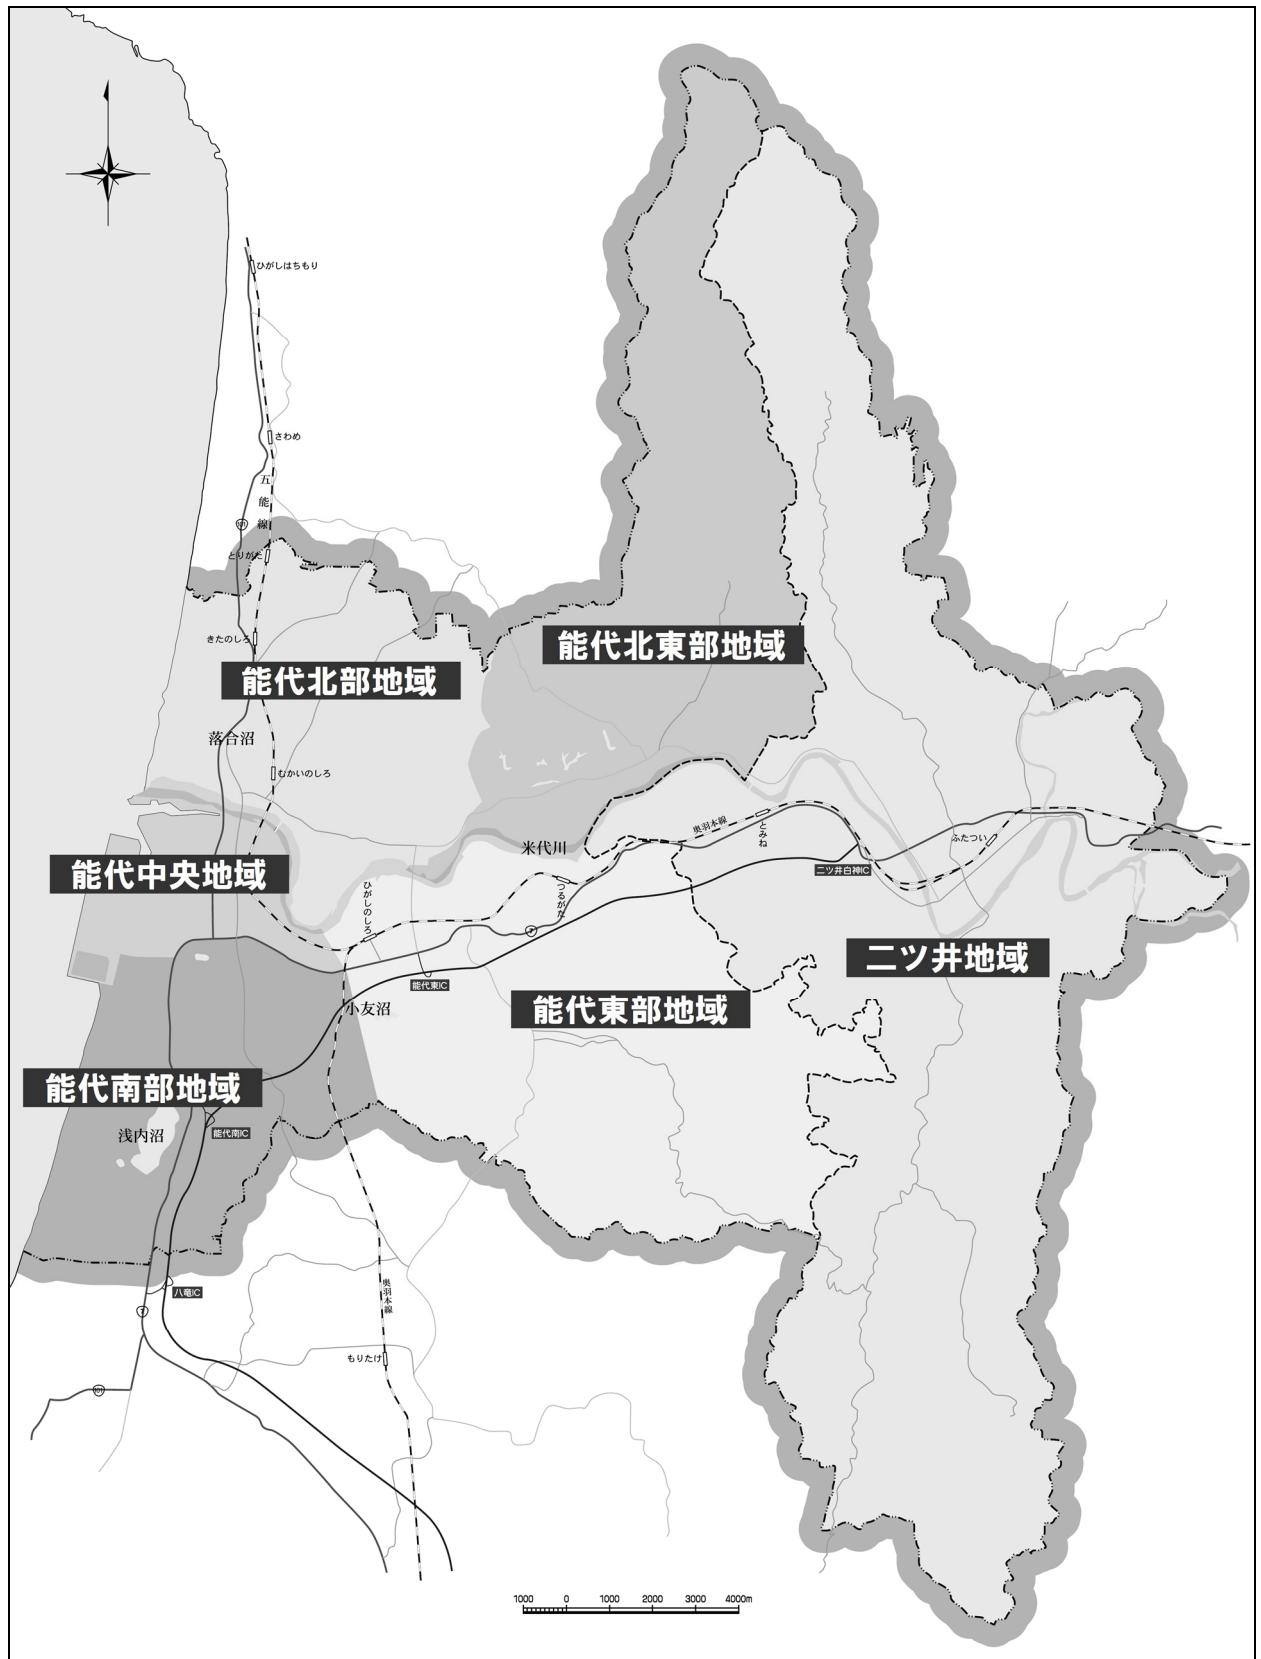 ひがしはちもり
さわめ
五能線
101
とりがた
きたのしろ
能代北東部地域
能代北部地域
落合沼
むかいのしろ
奥羽本線
とみね
ふたつい
米代川
能代中央地域
二ツ井白神IC
ひがしのしろ
つるがた
7
二ツ井地域
能代東IC
小友沼
能代東部地域
能代南部地域
浅内沼
能代南IC
八竜IC
7
奥羽本線
もりたけ
101
1000 0 1000 2000 3000 4000m